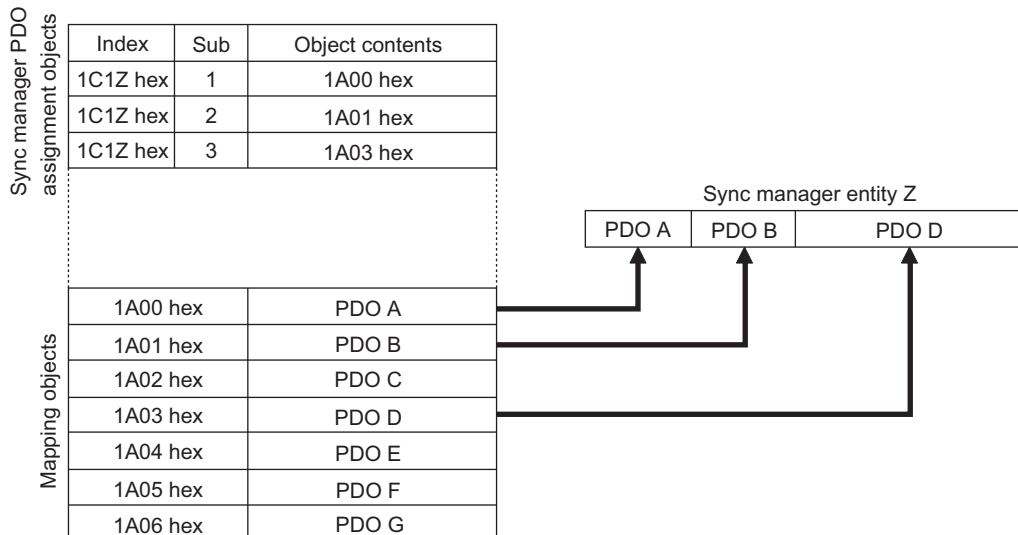 Sync manager PDO
assignment objects
Index Sub Object contents
1C1Z hex 1 1A00 hex
1C1Z hex 2 1A01 hex
1C1Z hex 3 1A03 hex
Sync manager entity Z
PDO A PDO B PDO D
Mapping objects
1A00 hex PDO A
1A01 hex PDO B
1A02 hex PDO C
1A03 hex PDO D
1A04 hex PDO E
1A05 hex PDO F
1A06 hex PDO G